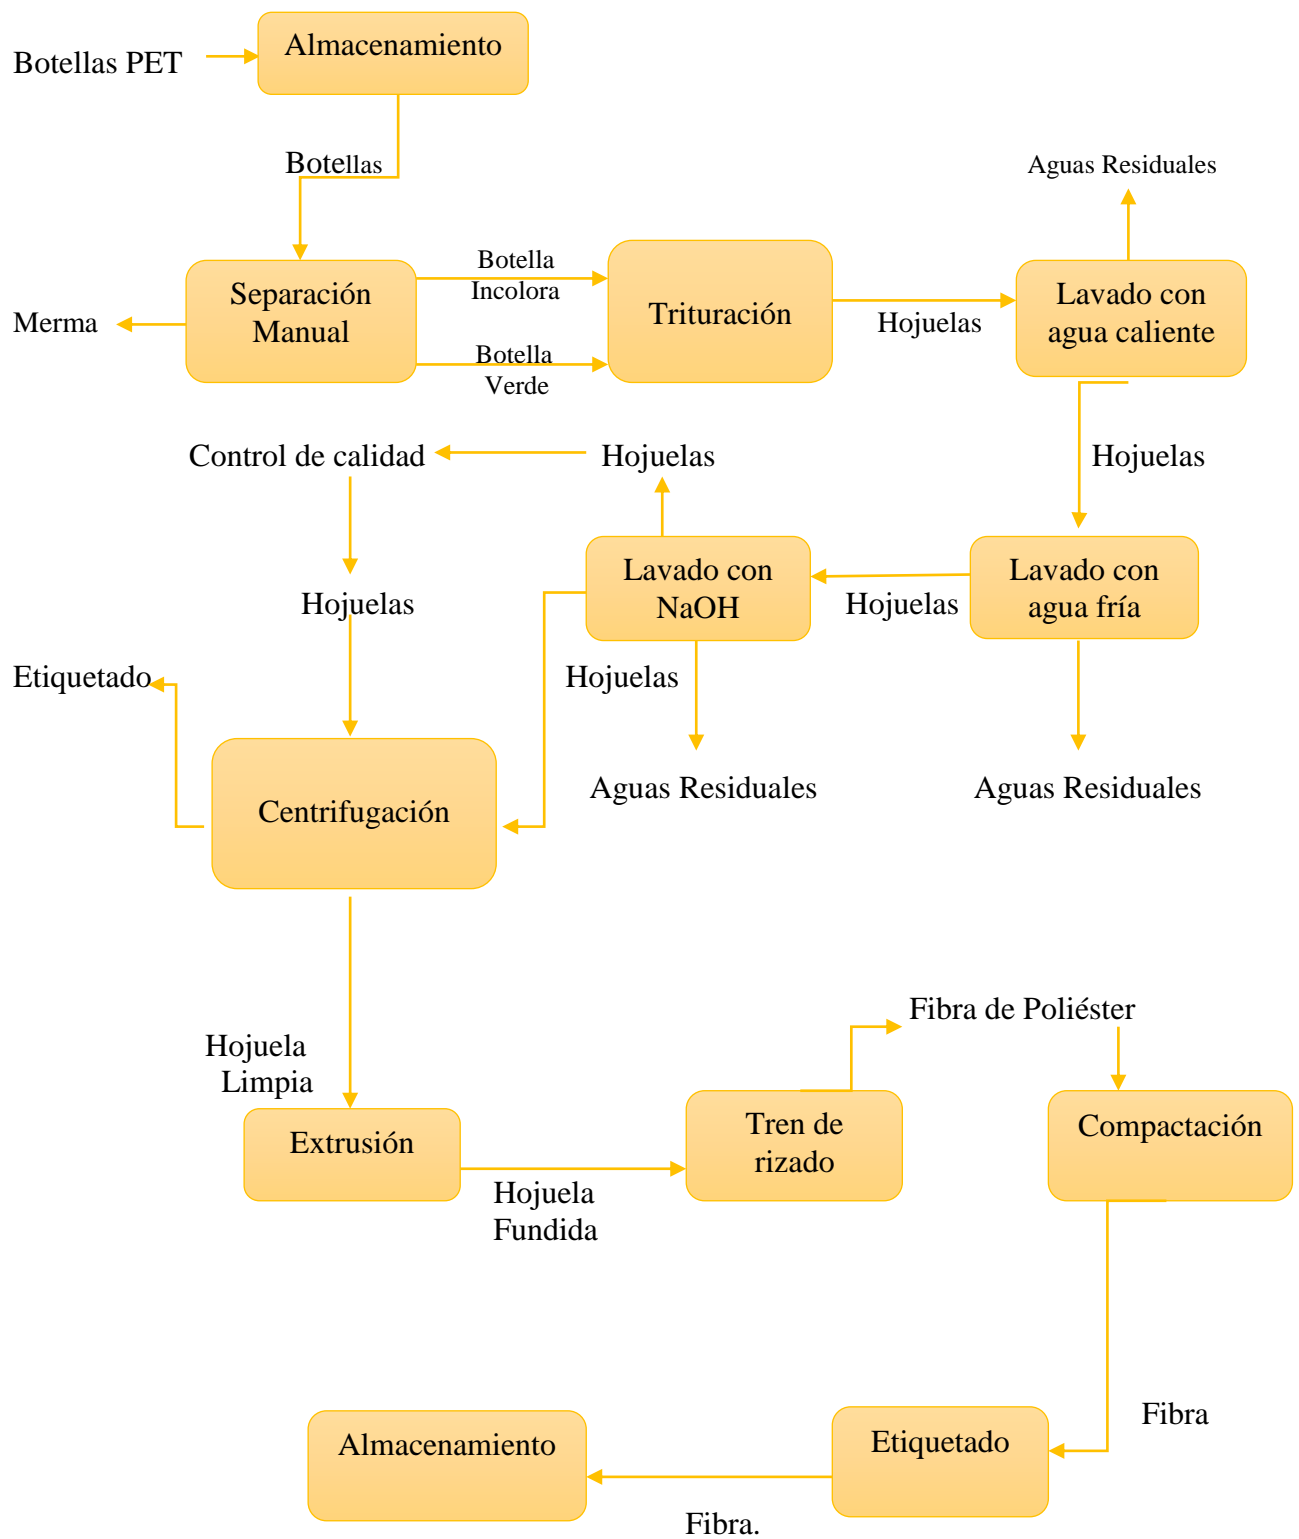 Botellas PET
Almacenamiento
Botellas
Aguas Residuales
Separación
Manual
Merma
Botella
Incolora
Botella
Verde
Trituración
Hojuelas
Lavado con
agua caliente
Hojuelas
Lavado con
agua fría
Aguas Residuales
Hojuelas
Lavado con
NaOH
Hojuelas
Control de calidad
Hojuelas
Hojuelas
Aguas Residuales
Etiquetado
Centrifugación
Hojuela
Limpia
Extrusión
Hojuela
Fundida
Tren de
rizado
Fibra de Poliéster
Compactación
Fibra
Etiquetado
Fibra.
Almacenamiento